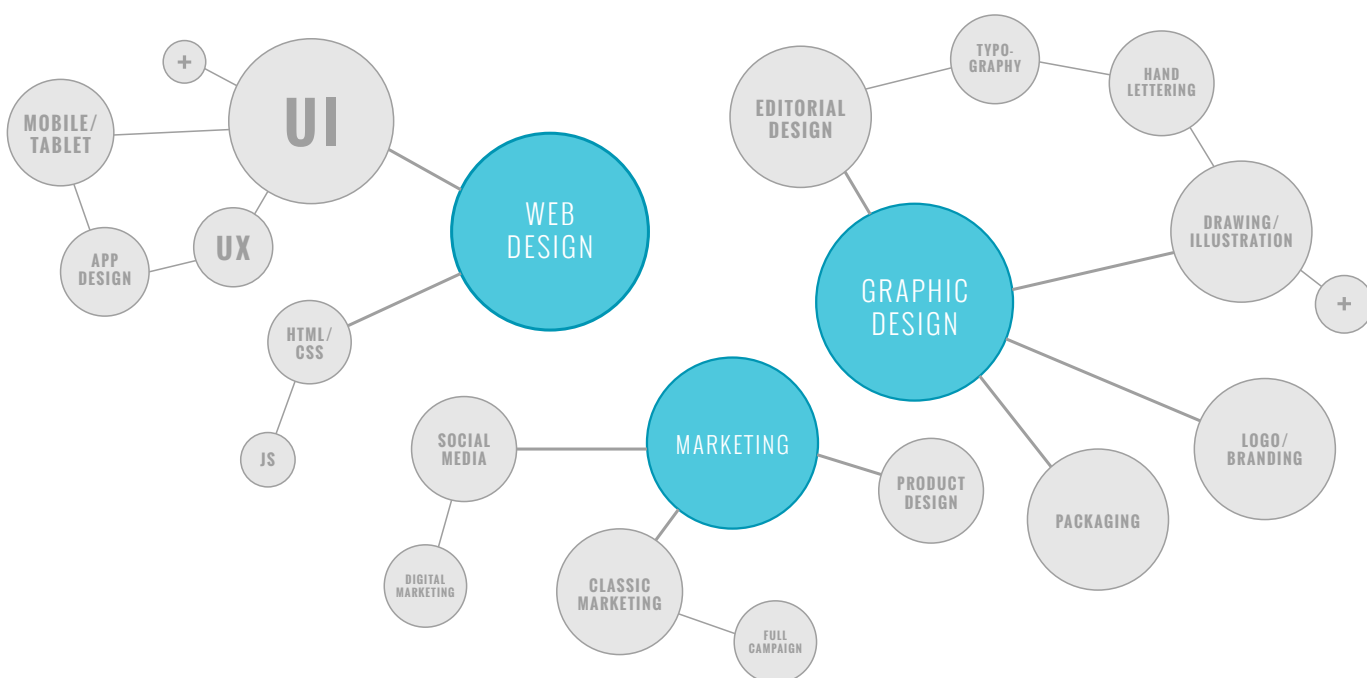 +
UI
MOBILE/
TABLET
UX
APP
DESIGN
WEB
DESIGN
HTML/
CSS
JS
EDITORIAL
DESIGN
TYPO-
GRAPHY
HAND
LETTERING
DRAWING/
ILLUSTRATION
+
GRAPHIC
DESIGN
LOGO/
BRANDING
PACKAGING
MARKETING
SOCIAL
MEDIA
PRODUCT
DESIGN
DIGITAL
MARKETING
CLASSIC
MARKETING
FULL
CAMPAIGN